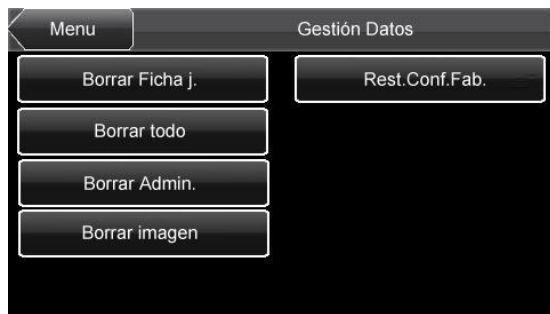 Menu
Gestión Datos
Borrar Ficha j.
Rest.Conf.Fab.
Borrar todo
Borrar Admin.
Borrar imagen